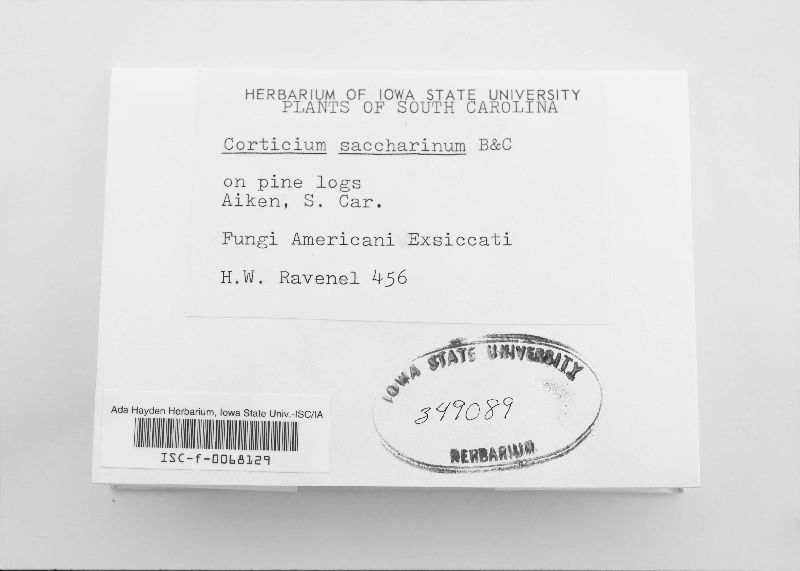 HERBARIUM OF IOWA STATE UNIVERSITY
PLANTS OF SOUTH CAROLINA
Corticium saccharinum B&C
on pine logs
Aiken, S. Car.
Fungi Americani Exsiccati
H.W. Ravenel 456
IOWA STATE UNIVERSITY
349089
HERBARIUM
Ada Hayden Herbarium, Iowa State Univ.-ISC/IA
ISC-f-0068129